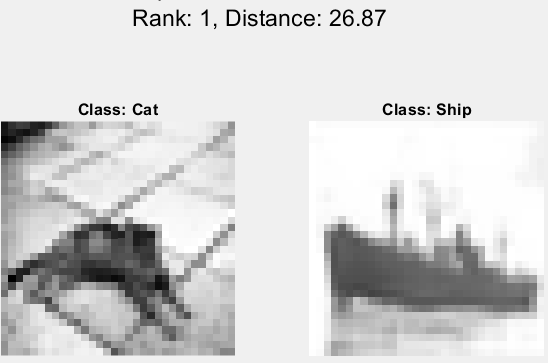 Rank: 1, Distance: 26.87
Class: Cat
Class: Ship